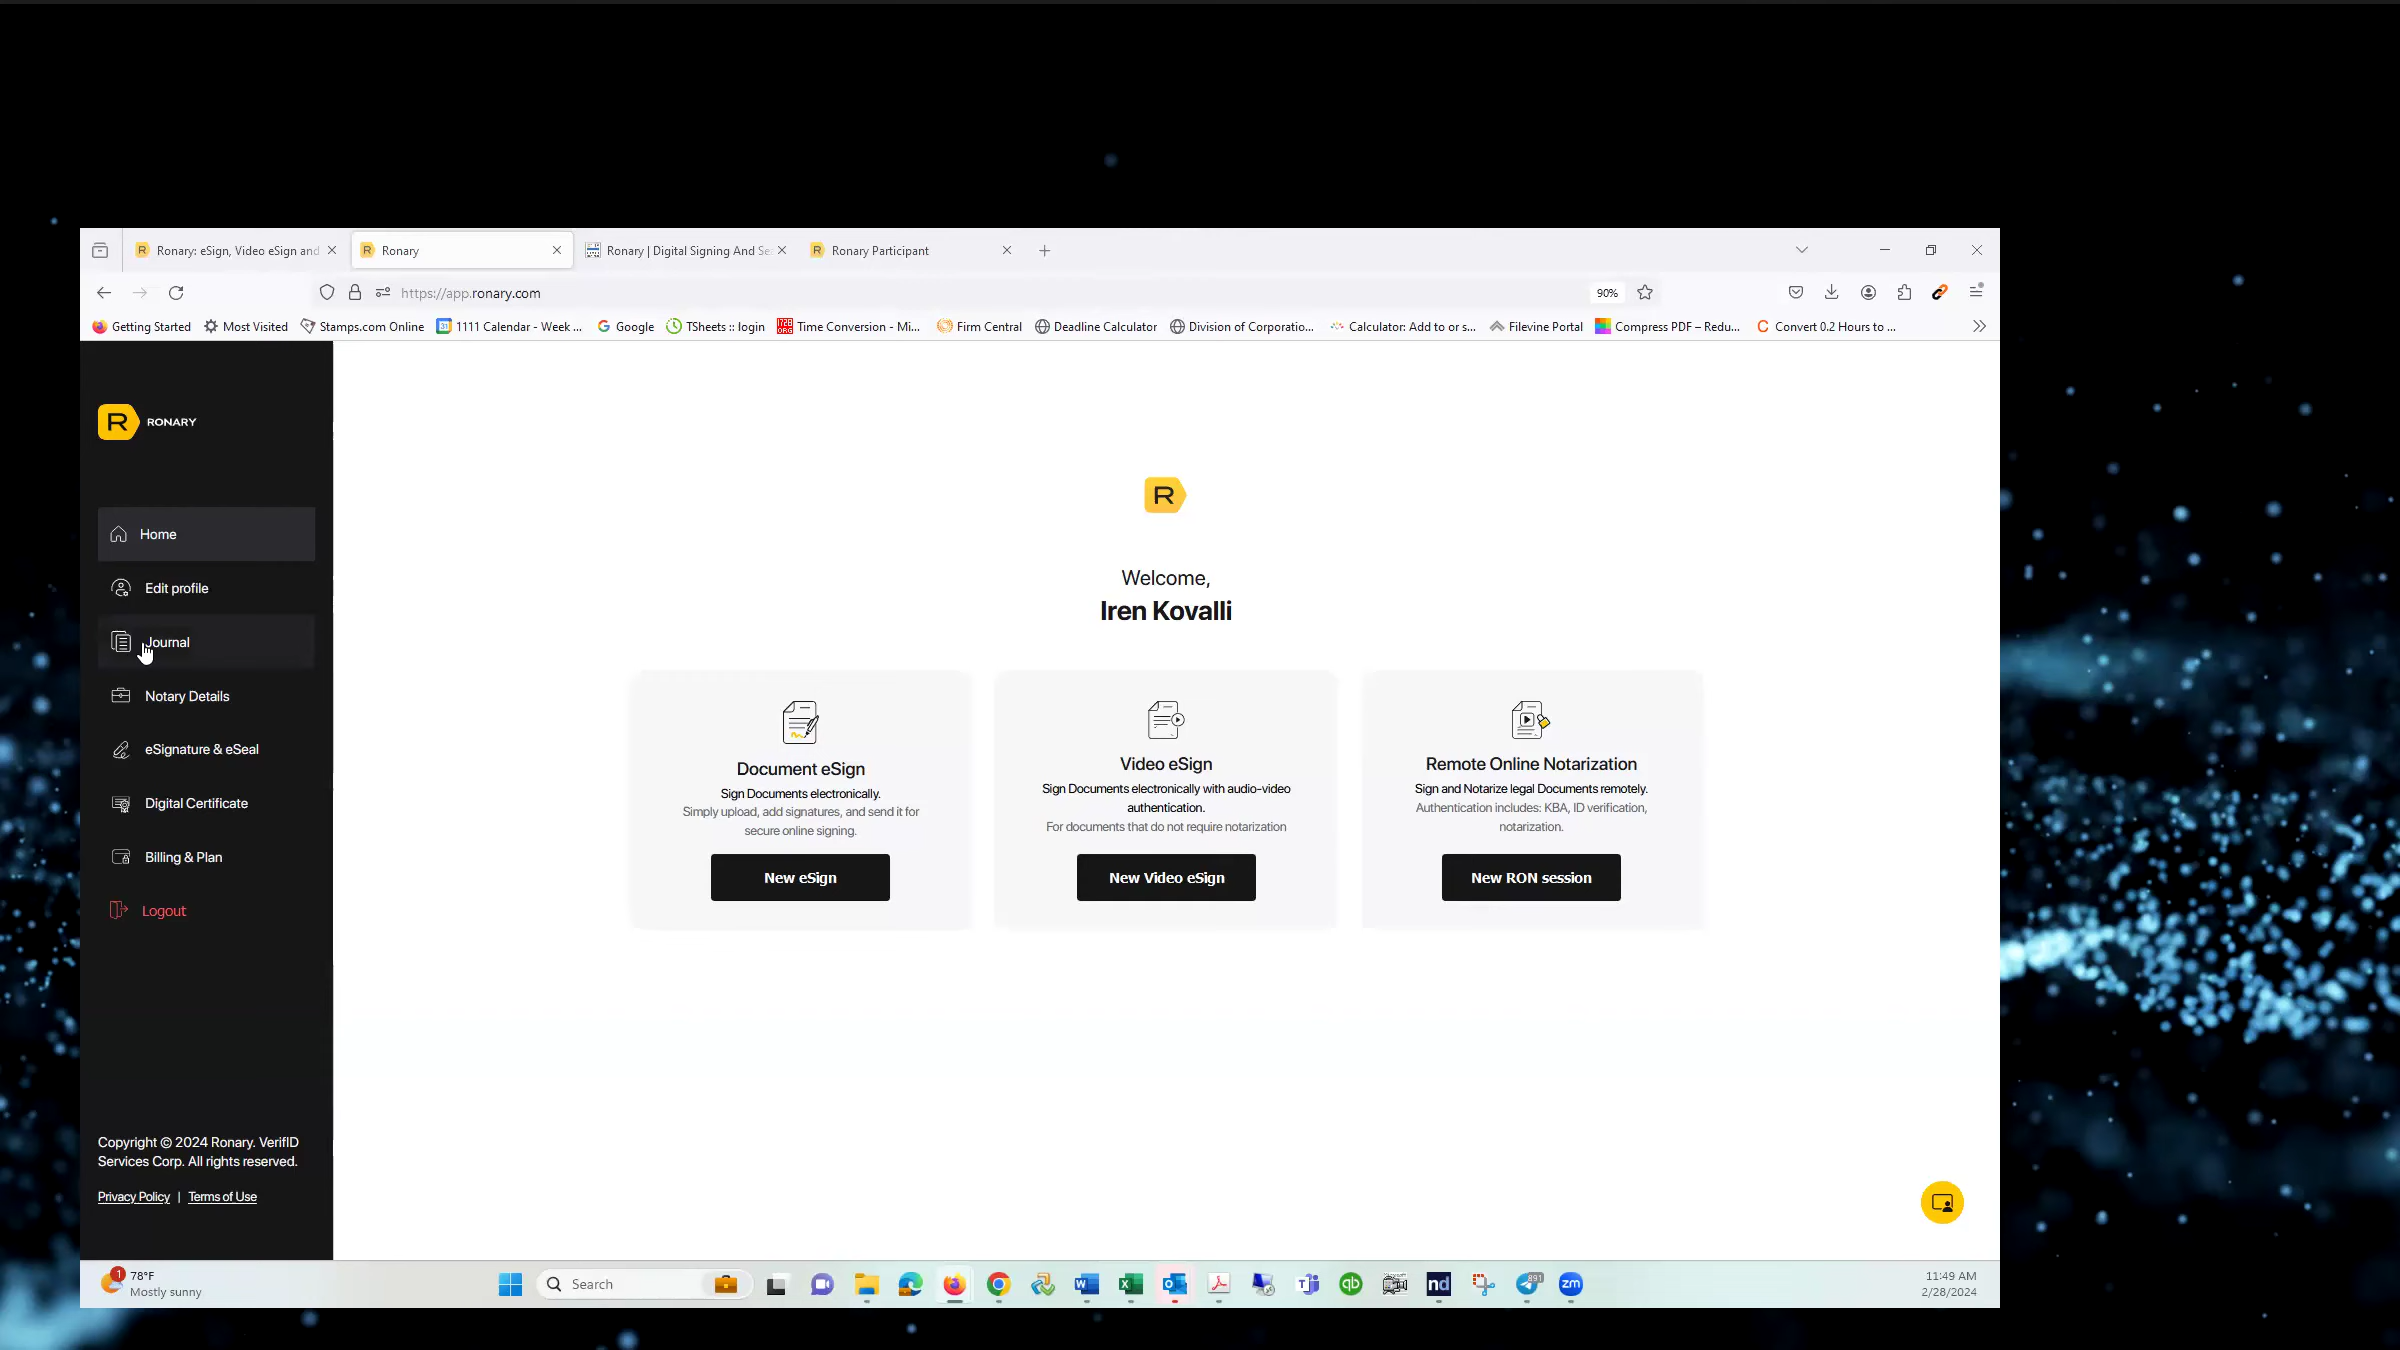 Ronary: eSign, Video eSign and
Ronary
Ronary | Digital Signing And Se
Ronary Participant
https://app.ronary.com
90%
Getting Started
Most Visited
Stamps.com Online
1111 Calendar - Week ...
Google
TSheets :: login
Time Conversion - Mi...
Firm Central
Deadline Calculator
Division of Corporatio...
Calculator: Add to or s...
Filevine Portal
Compress PDF – Redu...
Convert 0.2 Hours to ...
R RONARY
Home
Edit profile
Journal
Notary Details
eSignature & eSeal
Digital Certificate
Billing & Plan
Logout
Copyright © 2024 Ronary. VerifID
Services Corp. All rights reserved.
Privacy Policy | Terms of Use
R
Welcome,
Iren Kovalli
Document eSign
Sign Documents electronically.
Simply upload, add signatures, and send it for
secure online signing.
New eSign
Video eSign
Sign Documents electronically with audio-video
authentication.
For documents that do not require notarization
New Video eSign
Remote Online Notarization
Sign and Notarize legal Documents remotely.
Authentication includes: KBA, ID verification,
notarization.
New RON session
1
78°F
Mostly sunny
Search
qb
nd
891
zm
11:49 AM
2/28/2024